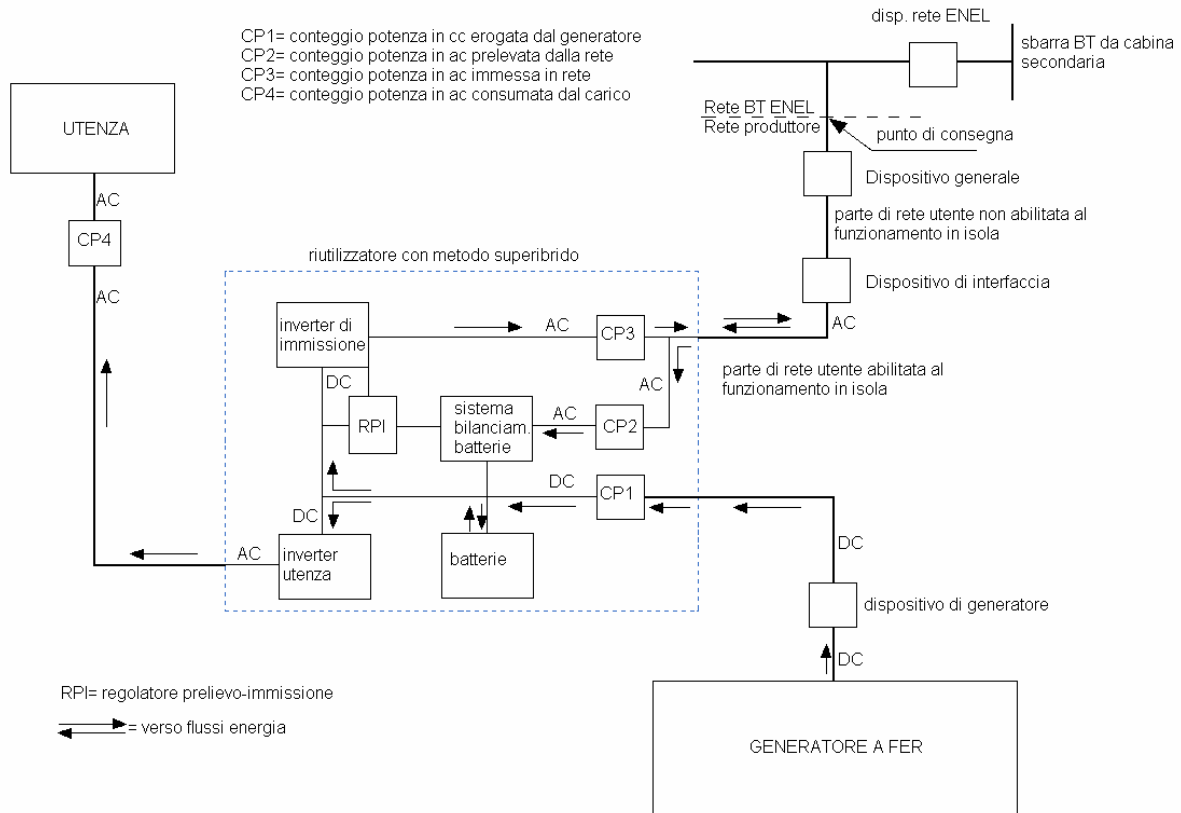 disp. rete ENEL
CP1= conteggio potenza in cc erogata dal generatore
CP2= conteggio potenza in ac prelevata dalla rete
CP3= conteggio potenza in ac immessa in rete
CP4= conteggio potenza in ac consumata dal carico
sbarra BT da cabina
secondaria
UTENZA
Rete BT ENEL
Rete produttore
punto di consegna
Dispositivo generale
AC
CP4
AC
parte di rete utente non abilitata al
funzionamento in isola
riutilizzatore con metodo superibrido
Dispositivo di interfaccia
AC
inverter di
immissione
AC
CP3
parte di rete utente abilitata al
funzionamento in isola
DC
AC
RPI
sistema
bilanciam.
batterie
AC
CP2
DC
CP1
DC
AC
inverter
utenza
batterie
DC
dispositivo di generatore
DC
RPI= regolatore prelievo-immissione
= verso flussi energia
GENERATORE A FER